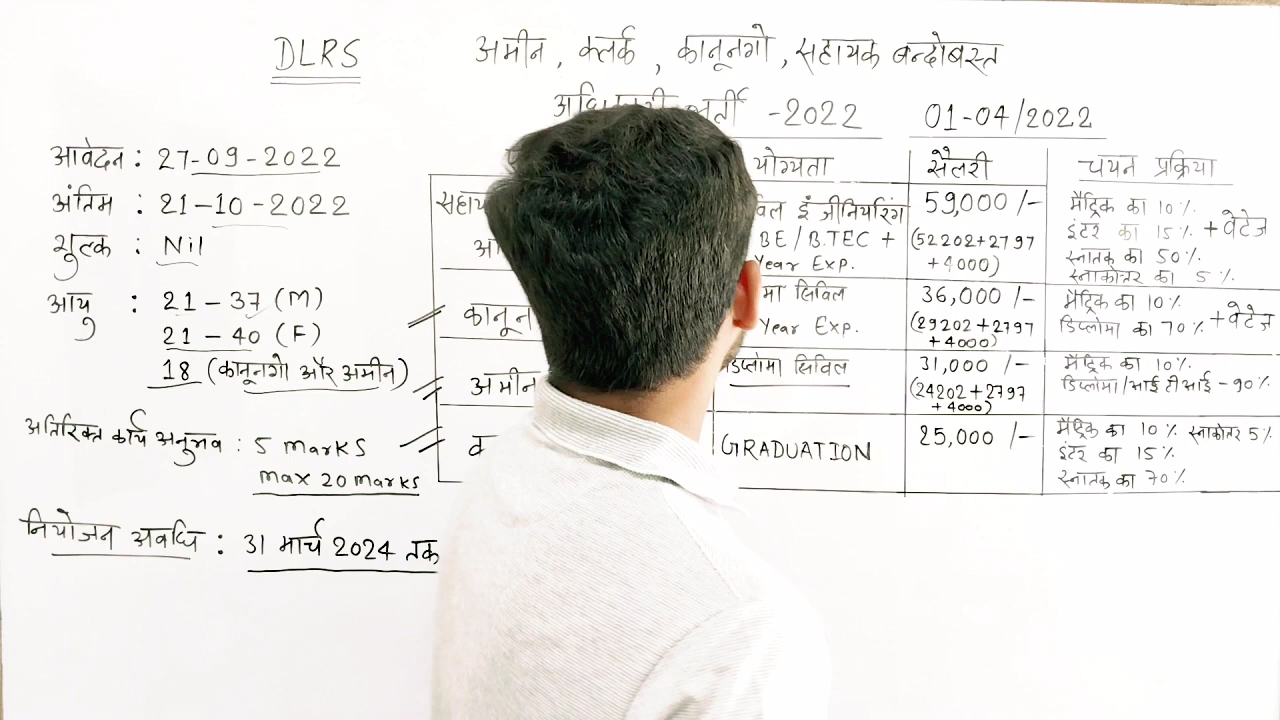 DLRS
अमीन, क्लर्क, कानूनगो, सहायक बन्दोबस्त
भर्ती -2022 01-04/2022
आवेदन : 27-09-2022
अंतिम : 21-10-2022
शुल्क : Nil
आयु : 21-37 (M)
21-40 (F)
18 (कानूनगो और अमीन)
अतिरिक्त कार्य अनुभव : 5 marks
max 20 marks
नियोजन अवधि : 31 मार्च 2024 तक
योग्यता सैलरी चयन प्रक्रिया
इंजीनियरिंग 59,000/- मैट्रिक का 10%
BE/B.TEC + (52202+2797 इंटर का 15% + वेटेज
Year Exp. +4000) स्नातक का 50%
स्नाकोत्तर का 5%
कानून सिविल 36,000/- मैट्रिक का 10%
Year Exp. (29202+2797 डिप्लोमा का 70% + वेटेज
+4000)
अमीन डिप्लोमा सिविल 31,000/- मैट्रिक का 10%
(24202+2797 डिप्लोमा/आई टी आई - 90%
+4000)
GRADUATION 25,000/- मैट्रिक का 10% स्नाकोत्तर 5%
इंटर का 15%
स्नातक का 70%